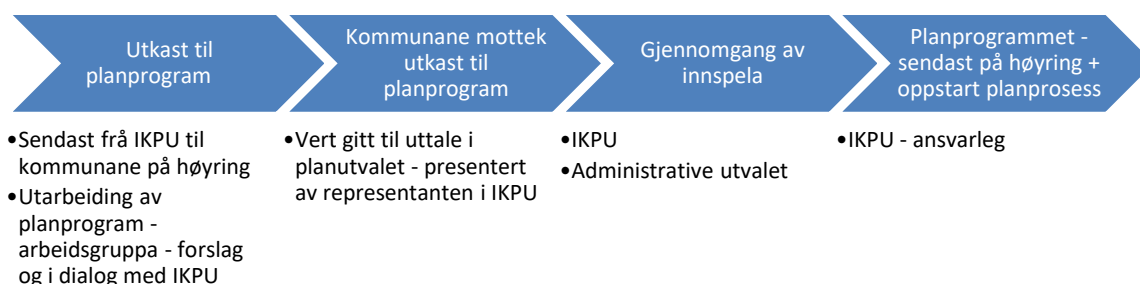 Utkast til
planprogram
•Sendast frå IKPU til
kommunane på høyring
•Utarbeiding av
planprogram -
arbeidsgruppa - forslag
og i dialog med IKPU
Kommunane mottek
utkast til
planprogram
•Vert gitt til uttale i
planutvalet - presentert
av representanten i IKPU
Gjennomgang av
innspela
•IKPU
•Administrative utvalet
Planprogrammet -
sendast på høyring +
oppstart planprosess
•IKPU - ansvarleg